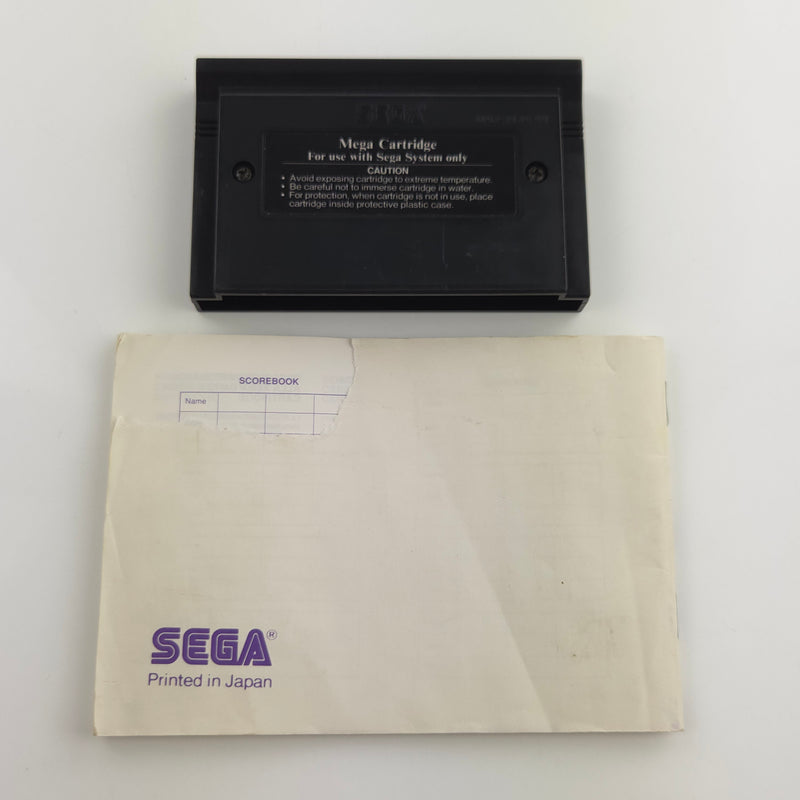 SEGA
Mega Cartridge
For use with Sega System only
CAUTION
• Avoid exposing cartridge to extreme temperature.
• Be careful not to immerse cartridge in water.
• For protection, when cartridge is not in use, place
cartridge inside protective plastic case.
SCOREBOOK
Name
SEGA®
Printed in Japan